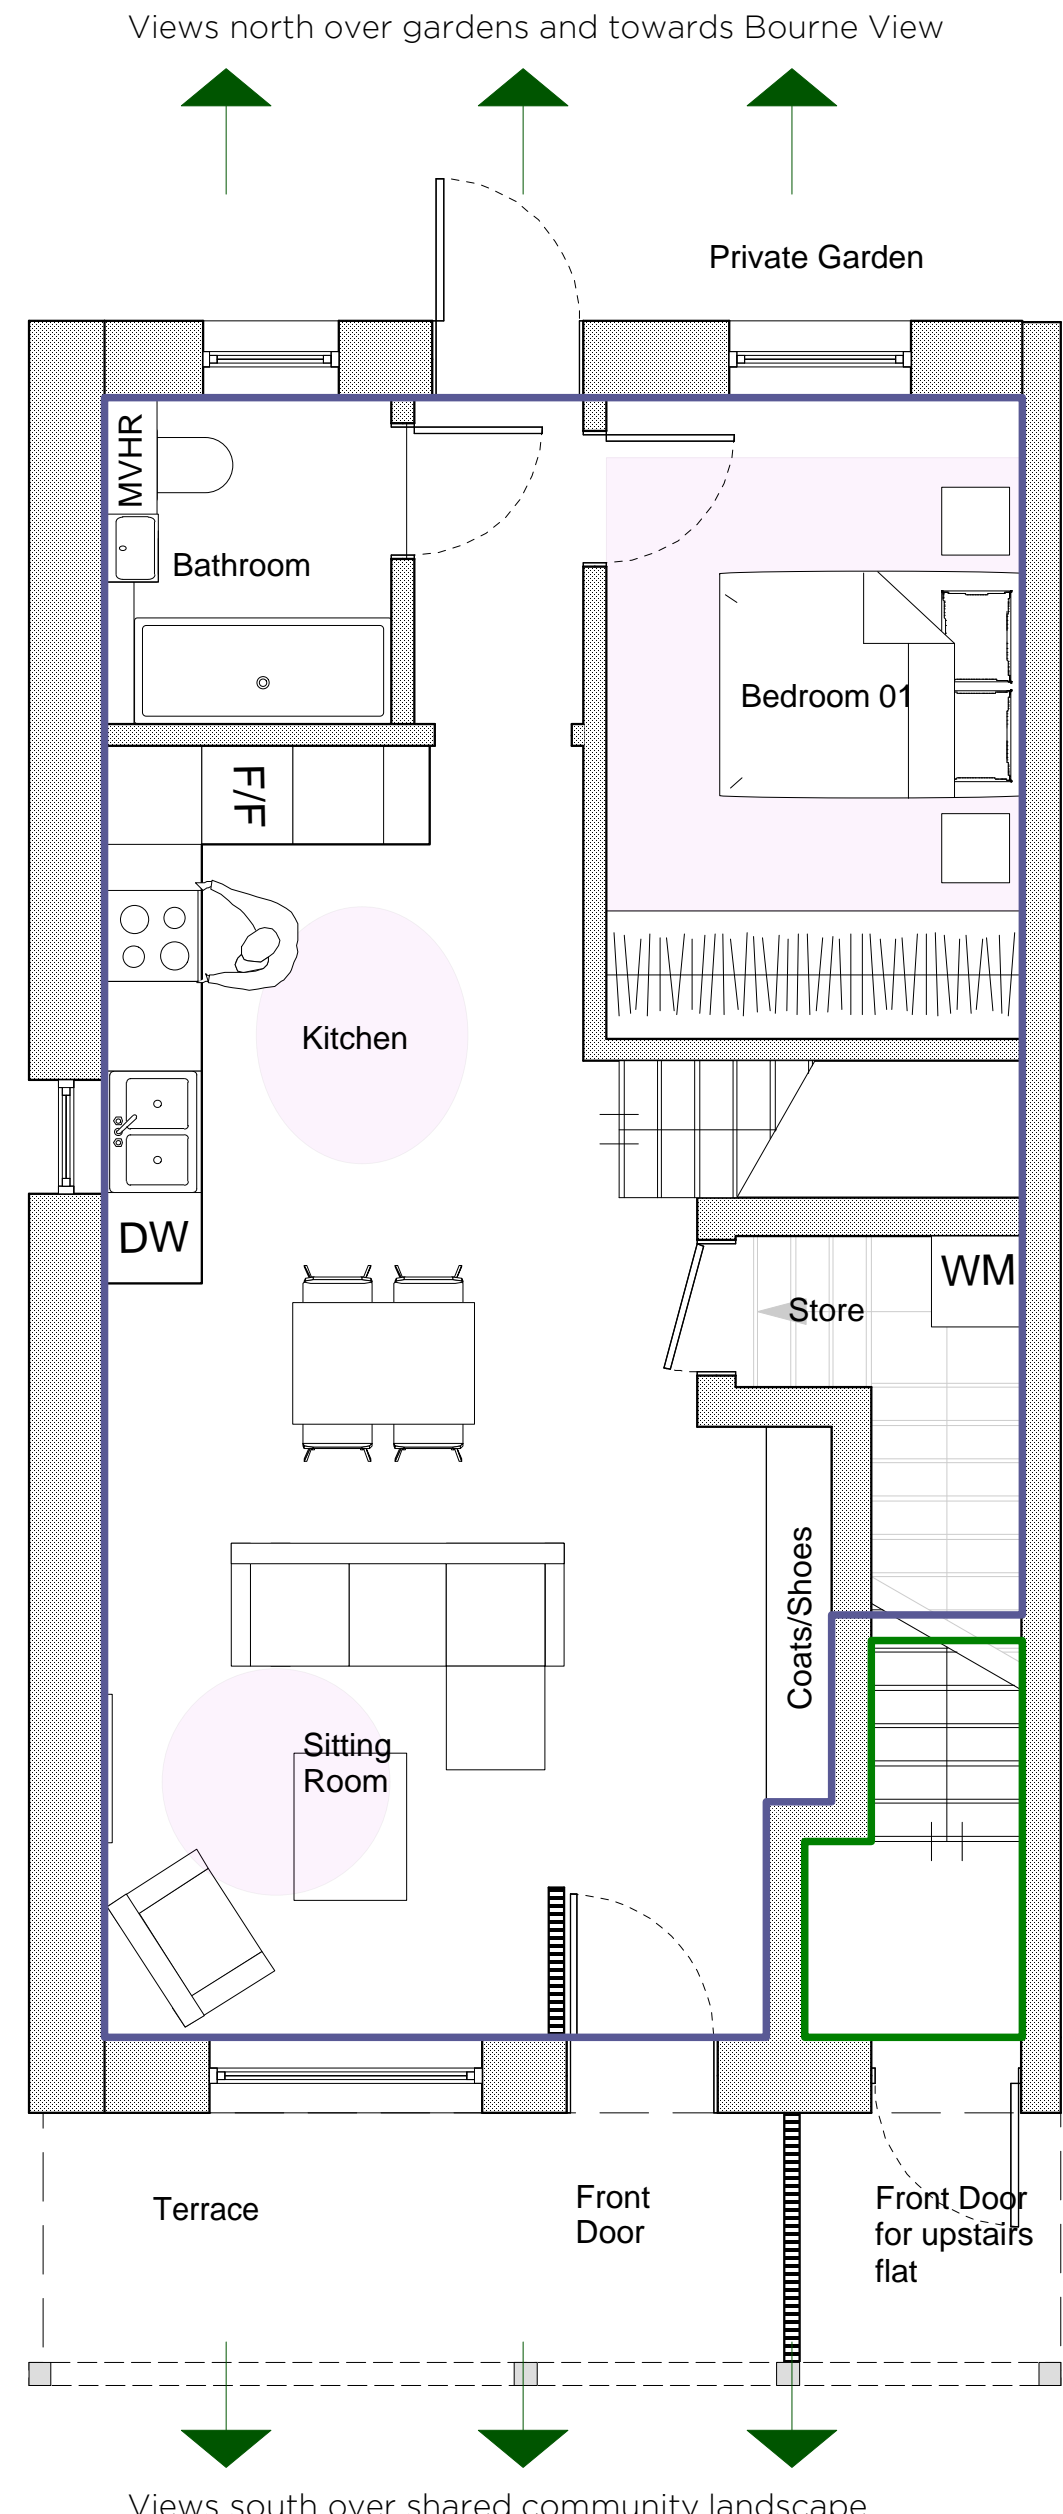 Views north over gardens and towards Bourne View
Private Garden
MVHR
Bathroom
Bedroom 01
F/F
Kitchen
DW
WM
Store
Coats/Shoes
Sitting
Room
Terrace
Front
Door
Front Door
for upstairs
flat
Views south over shared community landscape